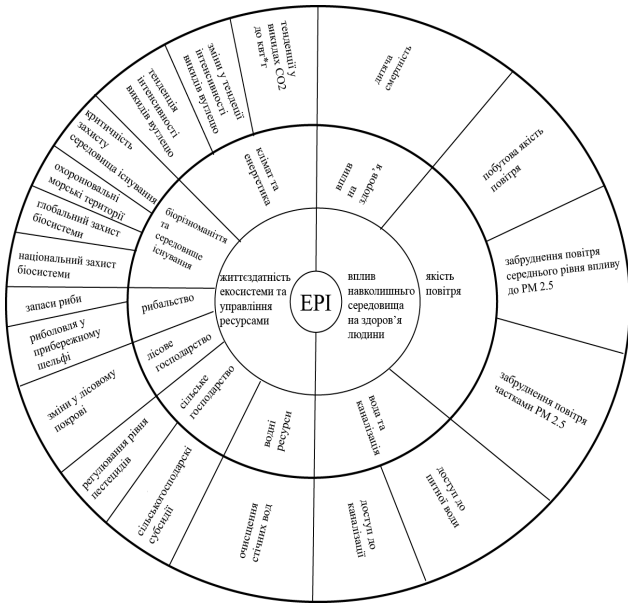 EPI
життєздатність
екосистеми та
управління
ресурсами
вплив
навколишнього
середовища
на здоров'я
людини
клімат та
енергетика
вплив
на
здоров'я
якість
повітря
вода та
каналізація
водні
ресурси
сільське
господарство
лісове
господарство
рибальство
біорізноманіття
та
середовище
існування
тенденції у
викидах CO2
до квт*г
дитяча
смертність
побутова якість
повітря
забруднення повітря
середнього рівня впливу
до PM 2.5
забруднення повітря
частками PM 2.5
доступ до
питної води
доступ до
каналізації
очищення
стічних вод
сільськогосподарскі
субсидії
регулювання рівня
пестецидів
зміни у лісовому
покрові
риболовля у
прибережному
шельфі
запаси риби
національний захист
біосистеми
глобальний захист
біосистеми
охоронювальні
морські території
критичність
захисту
середовища існування
тенденція
інтенсивності
викидів вуглецю
зміни у тендеції
інтенсивності
викидів вуглецю